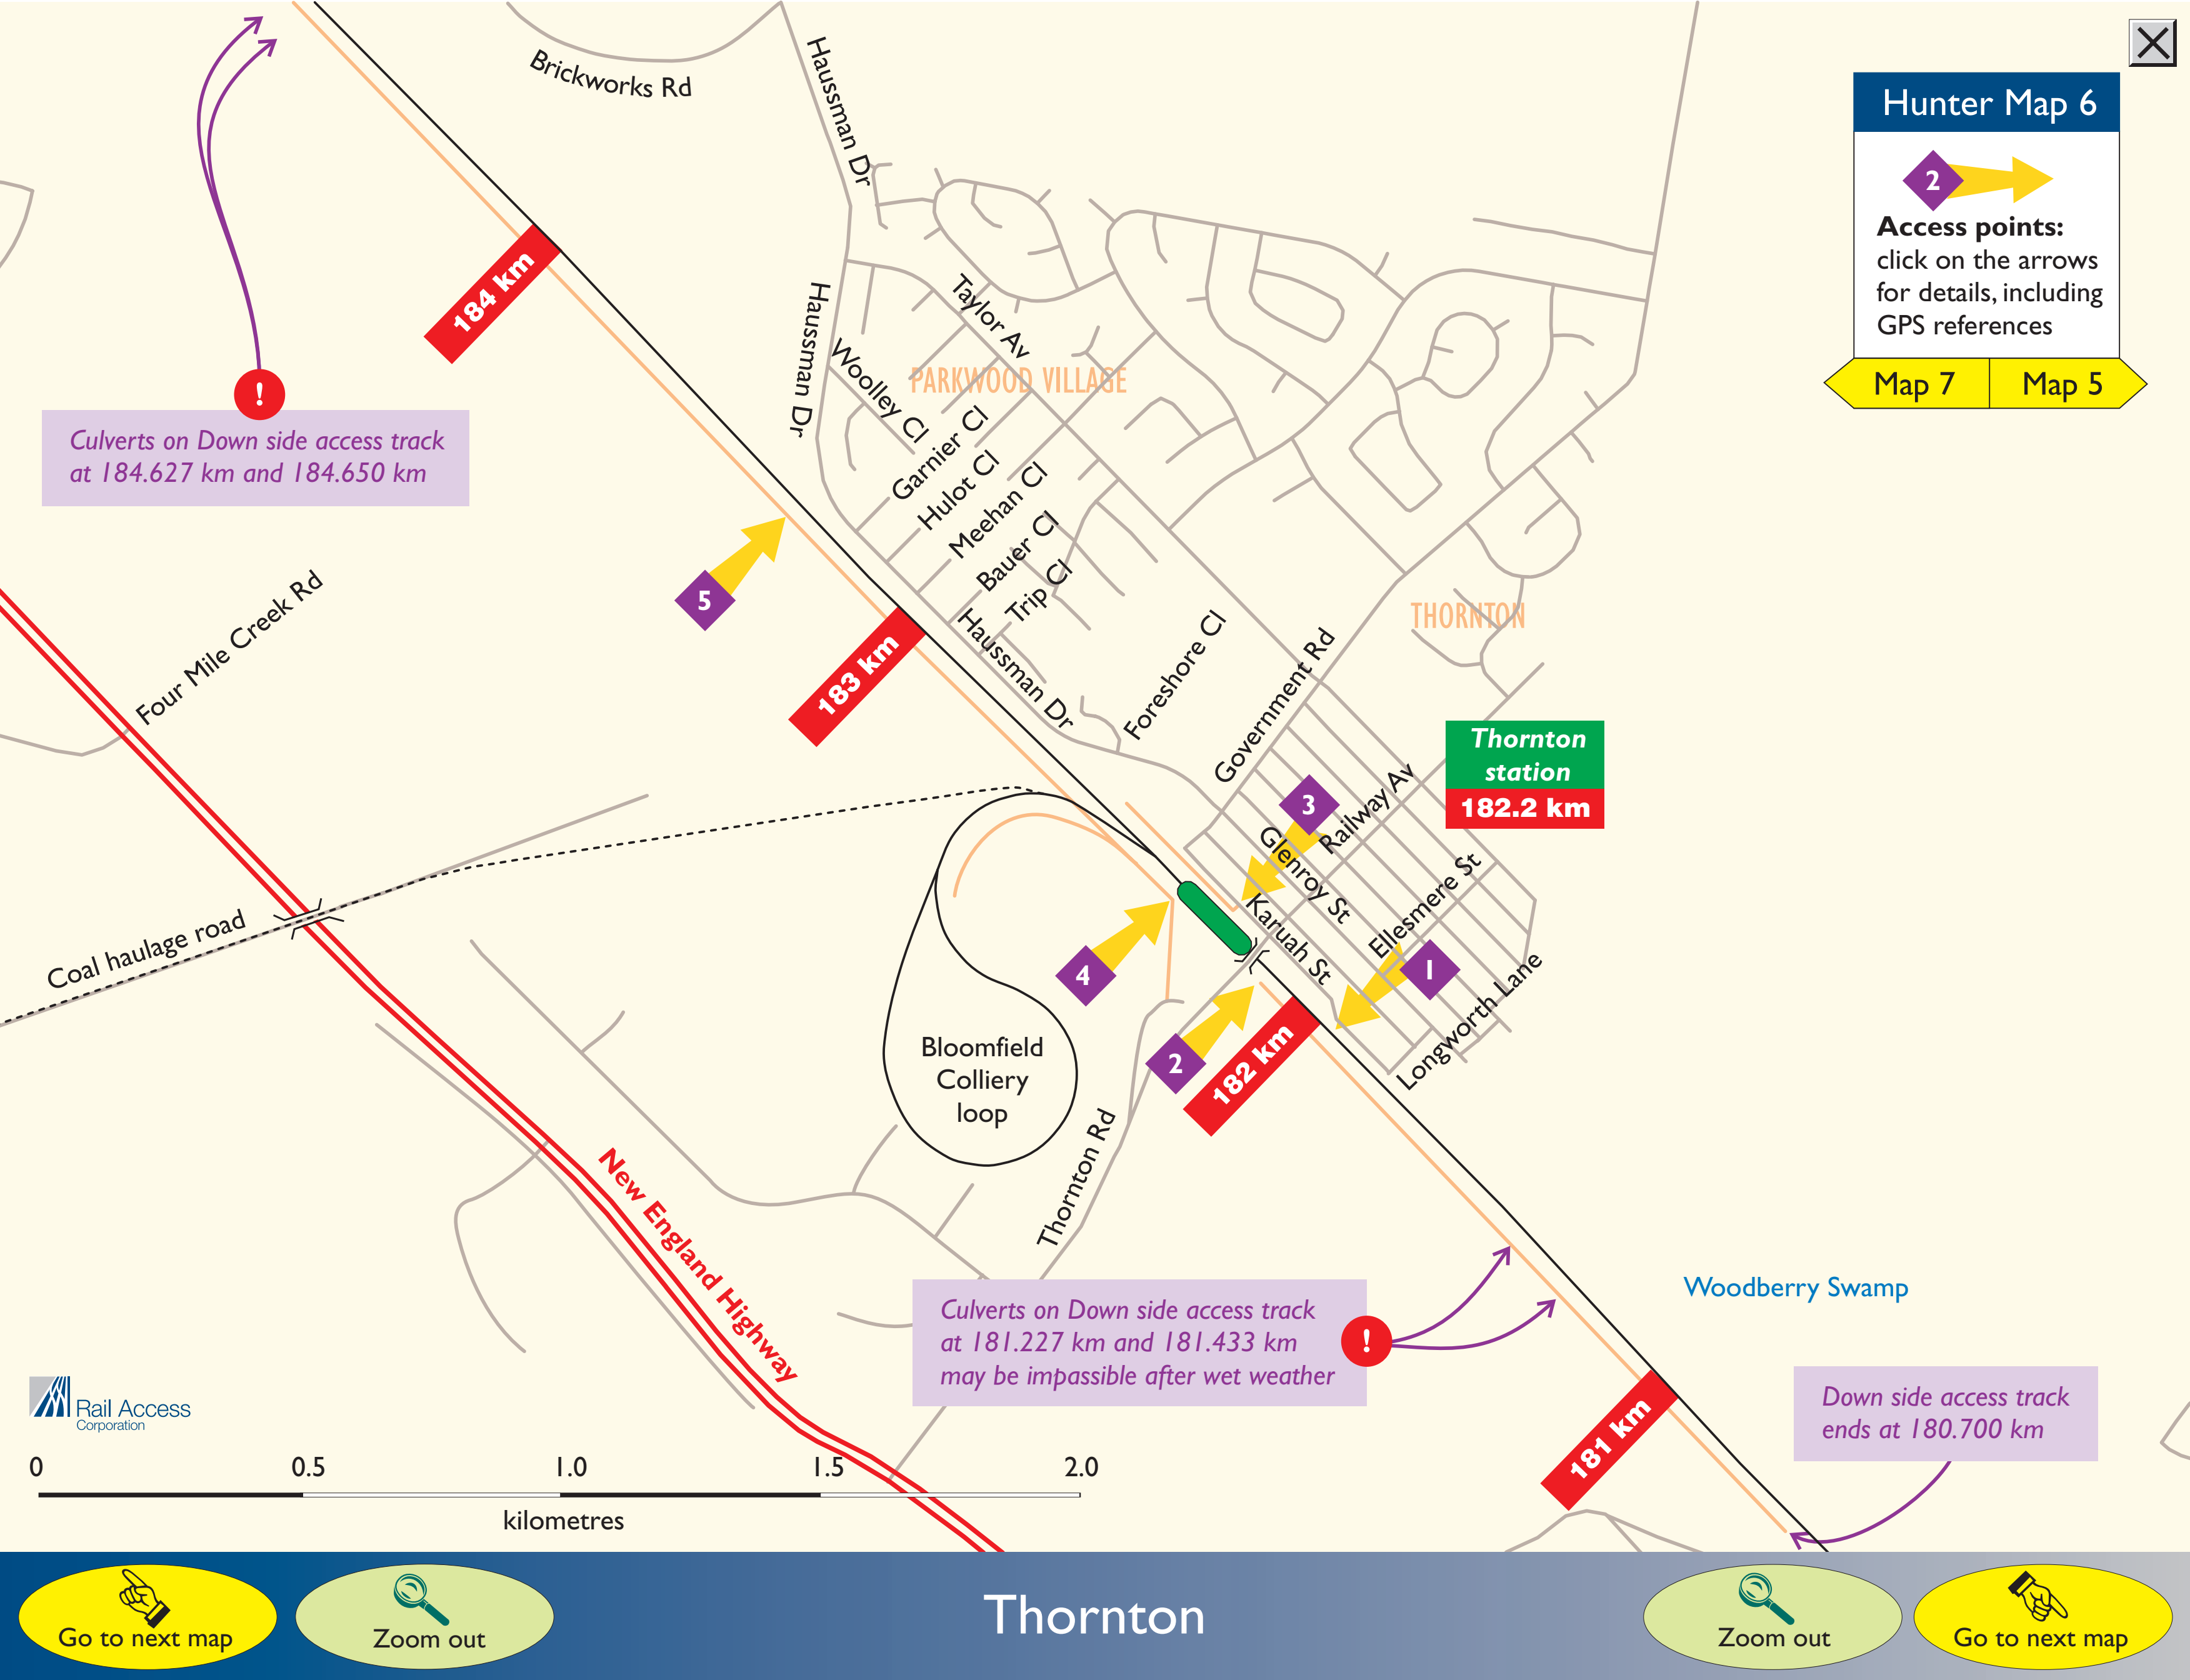 Brickworks Rd
Haussman Dr
Hunter Map 6
2
Access points:
click on the arrows
for details, including
GPS references
Map 7
Map 5
184 km
!
Culverts on Down side access track
at 184.627 km and 184.650 km
Haussman Dr
Taylor Av
PARKWOOD VILLAGE
Woolley Cl
Garnier Cl
Hulot Cl
Meehan Cl
Bauer Cl
Trip Cl
5
Four Mile Creek Rd
183 km
Haussman Dr
Foreshore Cl
Government Rd
THORNTON
Thornton
station
182.2 km
3
Railway Av
Glenroy St
Karuah St
Ellesmere St
1
Longworth Lane
Coal haulage road
4
2
182 km
Bloomfield
Colliery
loop
Thornton Rd
New England Highway
Culverts on Down side access track
at 181.227 km and 181.433 km
may be impassible after wet weather
!
Woodberry Swamp
181 km
Down side access track
ends at 180.700 km
Rail Access
Corporation
0 0.5 1.0 1.5 2.0
kilometres
Go to next map
Zoom out
Thornton
Zoom out
Go to next map